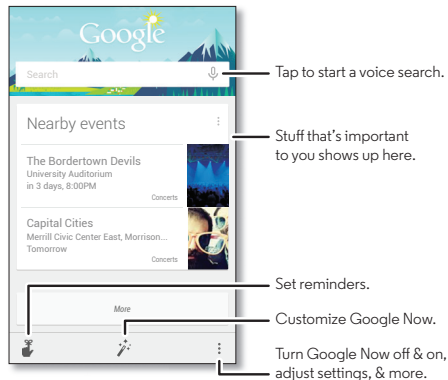 Google
Search
Tap to start a voice search.
Nearby events
Stuff that's important
to you shows up here.
The Bordertown Devils
University Auditorium
in 3 days, 8:00PM
Concerts
Capital Cities
Merrill Civic Center East, Morrison...
Tomorrow
Concerts
More
Set reminders.
Customize Google Now.
Turn Google Now off & on,
adjust settings, & more.